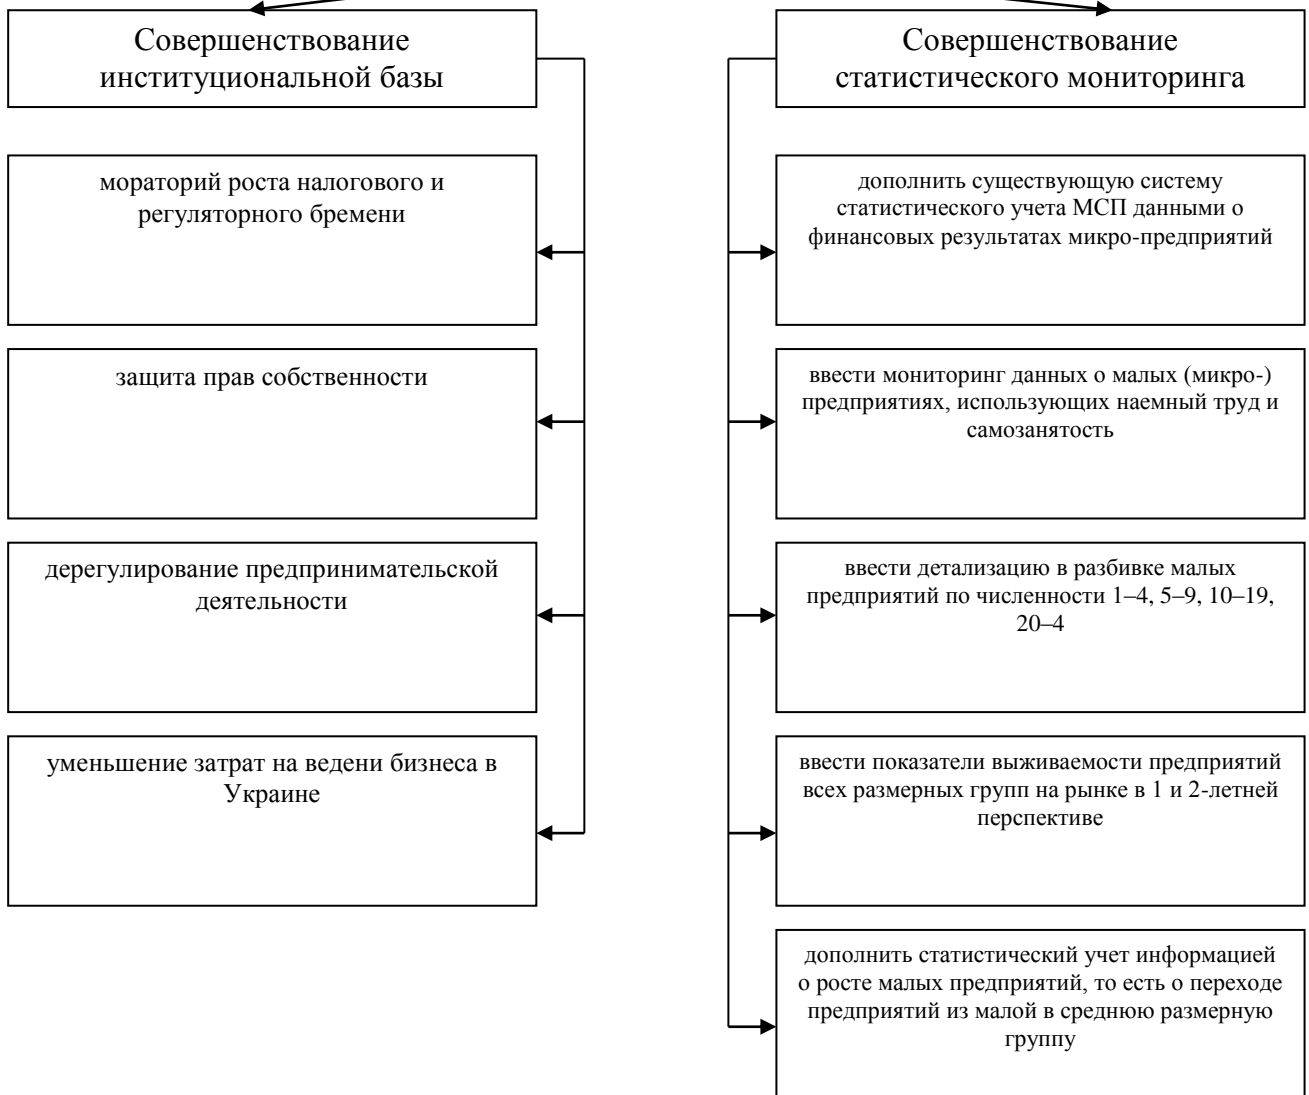 Совершенствование
институциональной базы
мораторий роста налогового и
регуляторного бремени
защита прав собственности
дерегулирование предпринимательской
деятельности
уменьшение затрат на ведени бизнеса в
Украине
Совершенствование
статистического мониторинга
дополнить существующую систему
статистического учета МСП данными о
финансовых результатах микро-предприятий
ввести мониторинг данных о малых (микро-)
предприятиях, использующих наемный труд и
самозанятость
ввести детализацию в разбивке малых
предприятий по численности 1–4, 5–9, 10–19,
20–4
ввести показатели выживаемости предприятий
всех размерных групп на рынке в 1 и 2-летней
перспективе
дополнить статистический учет информацией
о росте малых предприятий, то есть о переходе
предприятий из малой в среднюю размерную
группу